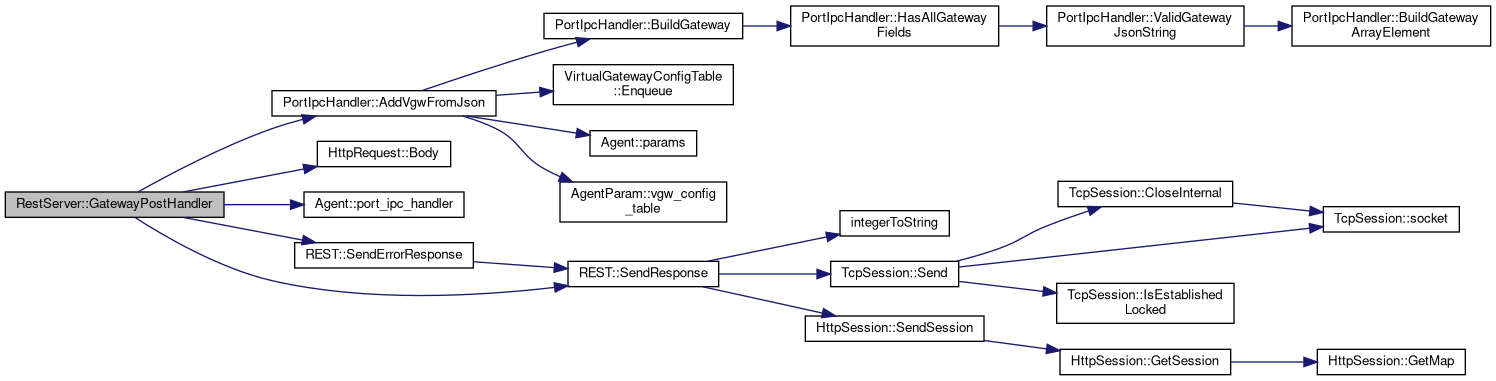 PortIpcHandler::BuildGateway
PortIpcHandler::HasAllGateway
Fields
PortIpcHandler::ValidGateway
JsonString
PortIpcHandler::BuildGateway
ArrayElement
VirtualGatewayConfigTable
::Enqueue
PortIpcHandler::AddVgwFromJson
Agent::params
HttpRequest::Body
AgentParam::vgw_config
_table
RestServer::GatewayPostHandler
Agent::port_ipc_handler
TcpSession::CloseInternal
integerToString
TcpSession::socket
REST::SendErrorResponse
REST::SendResponse
TcpSession::Send
TcpSession::IsEstablished
Locked
HttpSession::SendSession
HttpSession::GetSession
HttpSession::GetMap